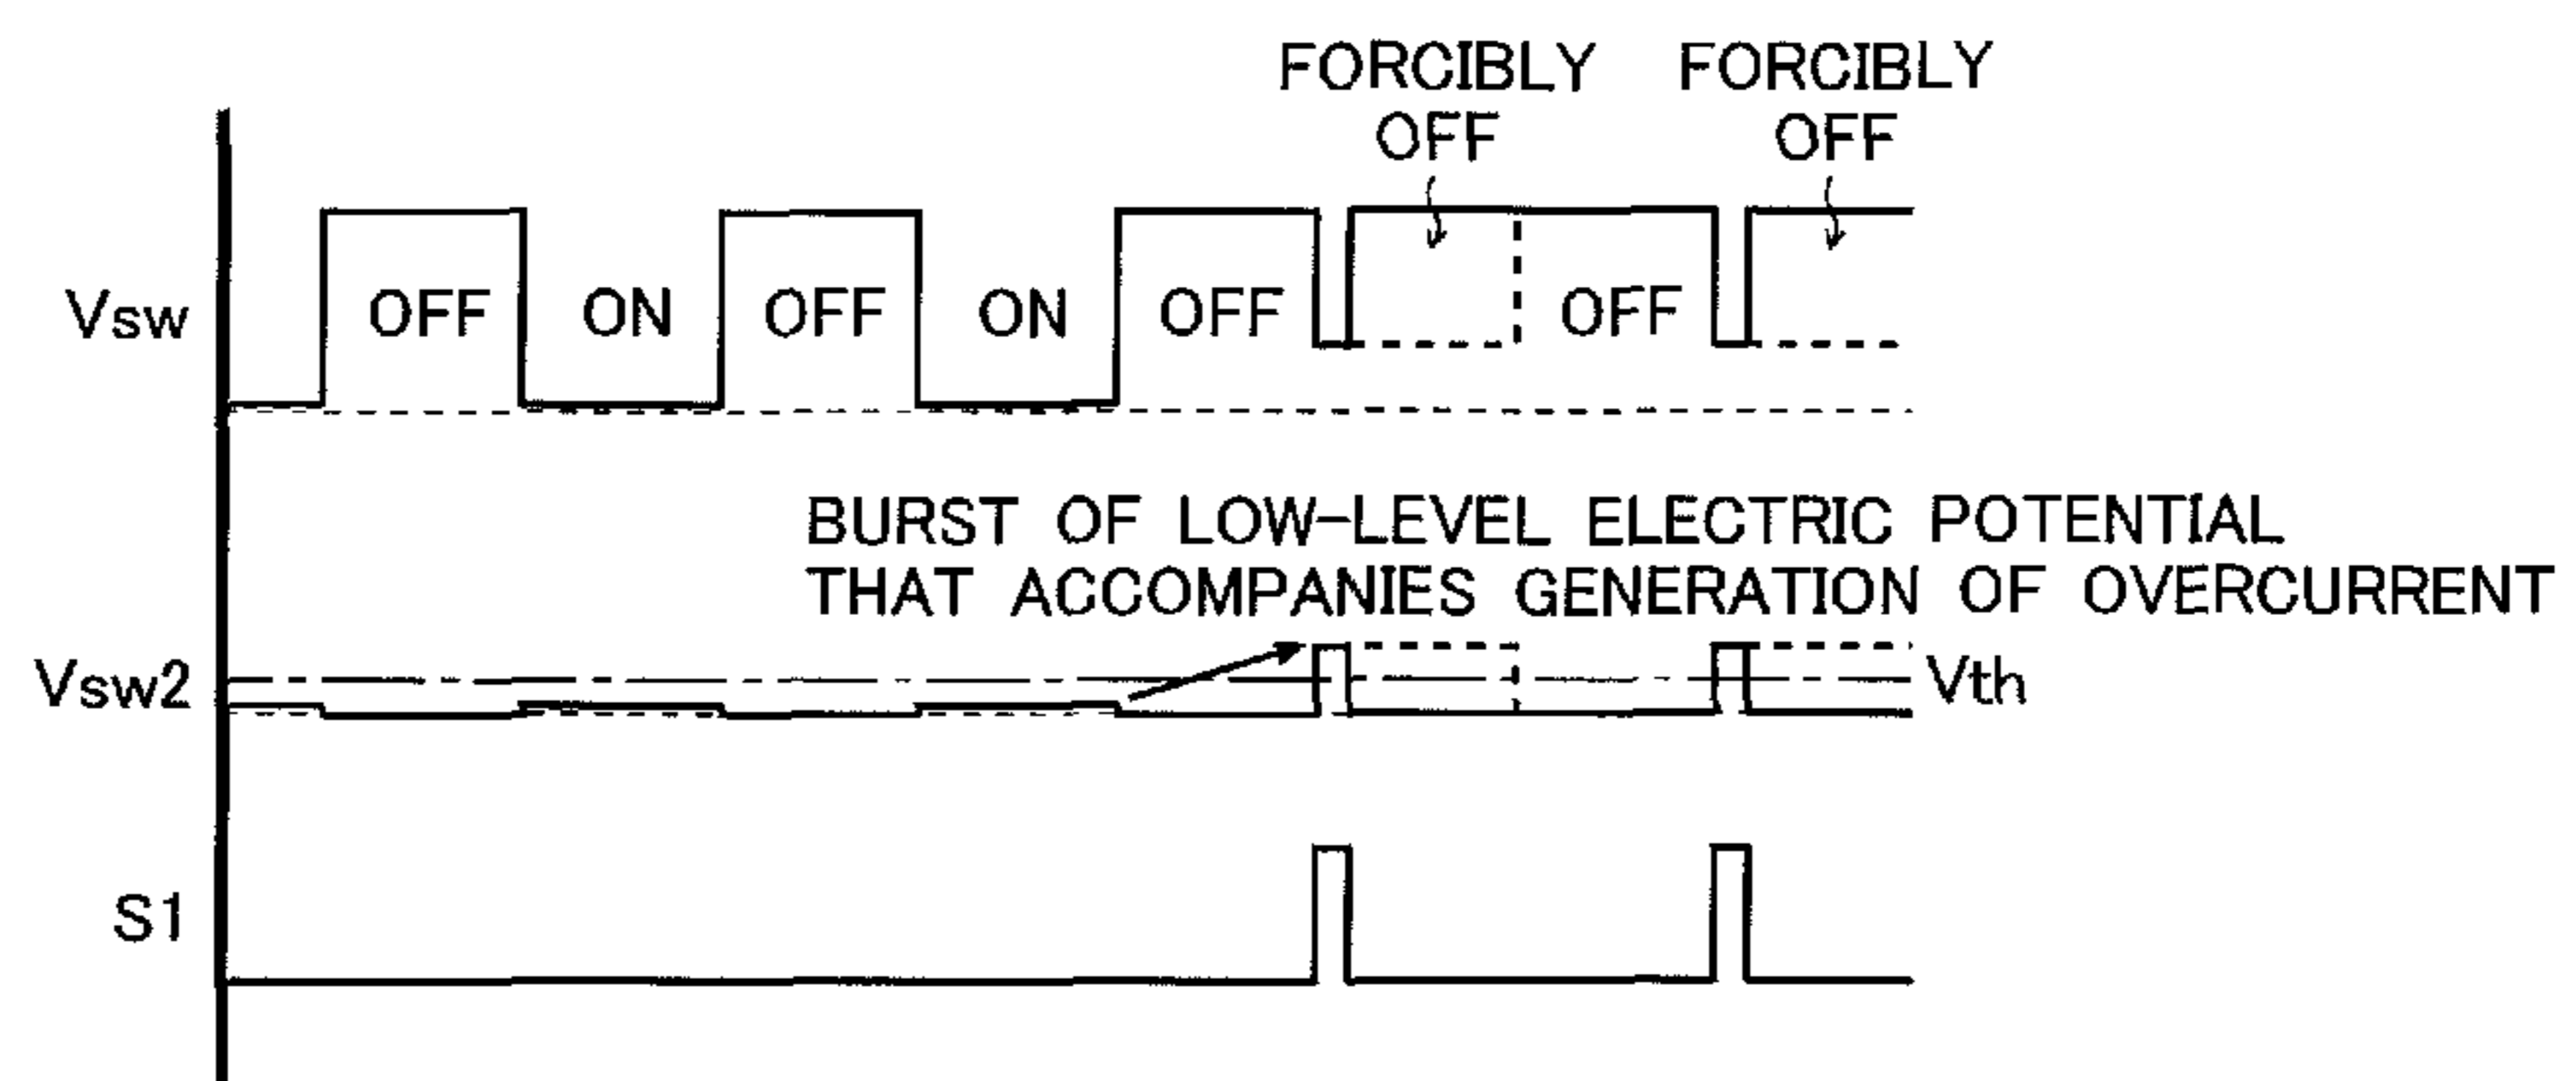 FORCIBLY FORCIBLY
OFF OFF
Vsw OFF ON OFF ON OFF OFF
BURST OF LOW-LEVEL ELECTRIC POTENTIAL
THAT ACCOMPANIES GENERATION OF OVERCURRENT
Vsw2 Vth
S1